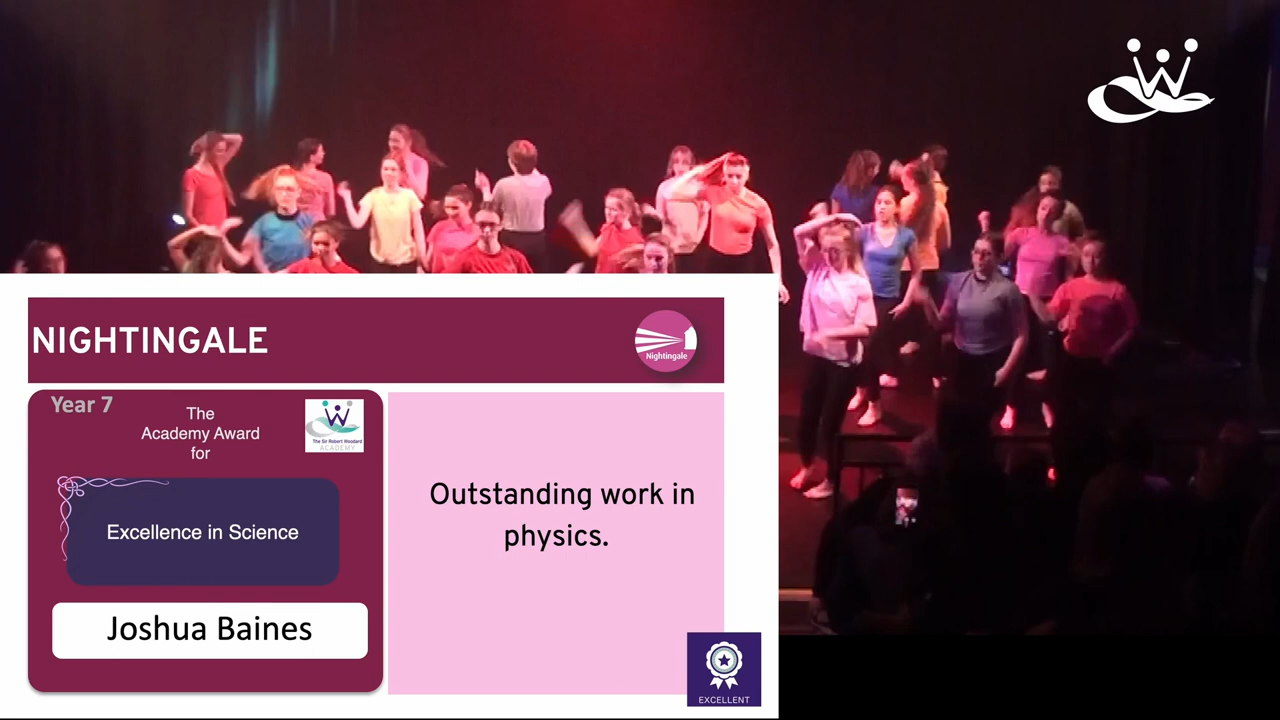 NIGHTINGALE
Nightingale
Year 7
The
Academy Award
for
The Sir Robert Woodard
ACADEMY
Excellence in Science
Joshua Baines
Outstanding work in
physics.
EXCELLENT